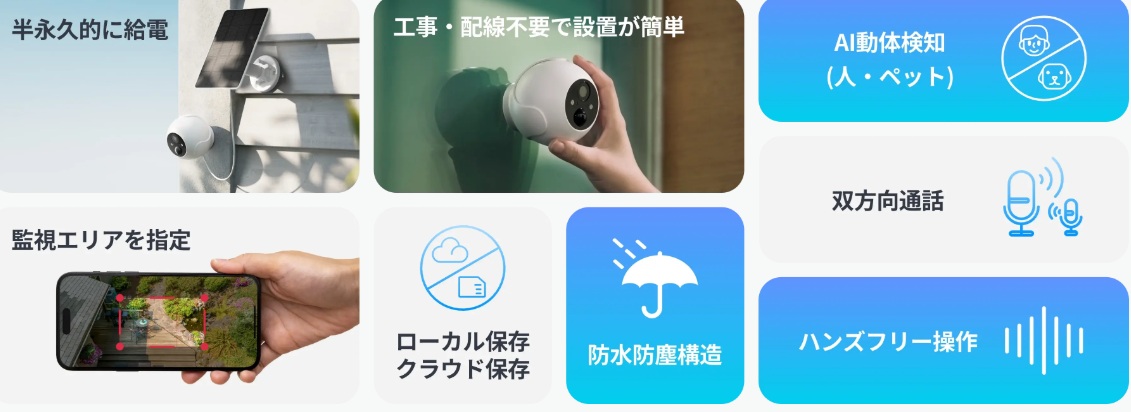 半永久的に給電
工事・配線不要で設置が簡単
AI動体検知
(人・ペット)
双方向通話
監視エリアを指定
ローカル保存
クラウド保存
防水防塵構造
ハンズフリー操作